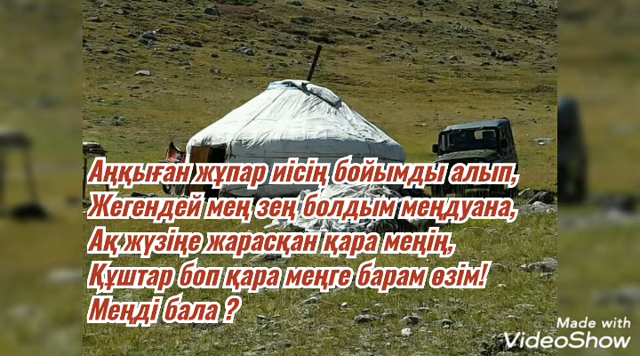 Аңқыған жұпар иісің бойымды алып,
Жегендей мең зең болдым меңдуана,
Ақ жүзіңе жарасқан қара меңің,
Құштар боп қара меңге барам өзім!
Меңді бала ?
Made with
VideoShow